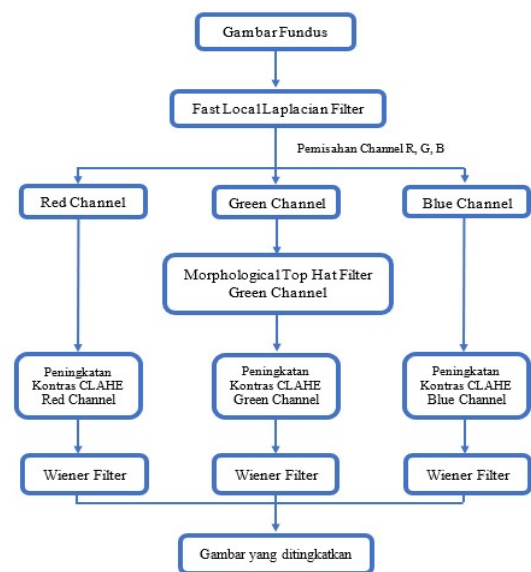 Gambar Fundus
Fast Local Laplacian Filter
Pemisahan Channel R, G, B
Red Channel
Green Channel
Blue Channel
Morphological Top Hat Filter
Green Channel
Peningkatan
Kontras CLAHE
Red Channel
Peningkatan
Kontras CLAHE
Green Channel
Peningkatan
Kontras CLAHE
Blue Channel
Wiener Filter
Wiener Filter
Wiener Filter
Gambar yang ditingkatkan